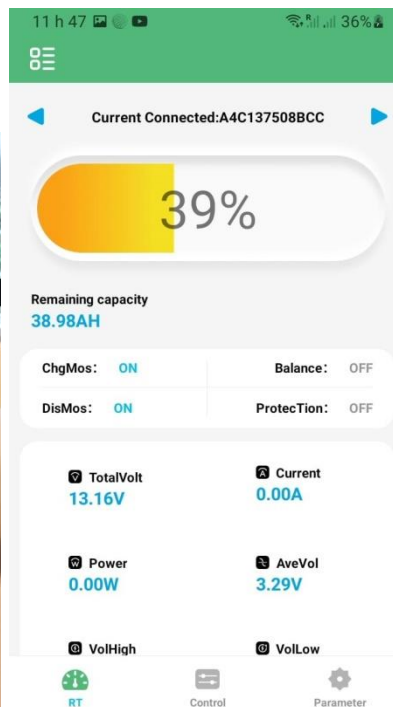 11 h 47 36%
Current Connected:A4C137508BCC
39%
Remaining capacity
38.98AH
ChgMos: ON Balance: OFF
DisMos: ON ProtecTion: OFF
TotalVolt Current
13.16V 0.00A
Power AveVol
0.00W 3.29V
VolHigh VolLow
RT Control Parameter